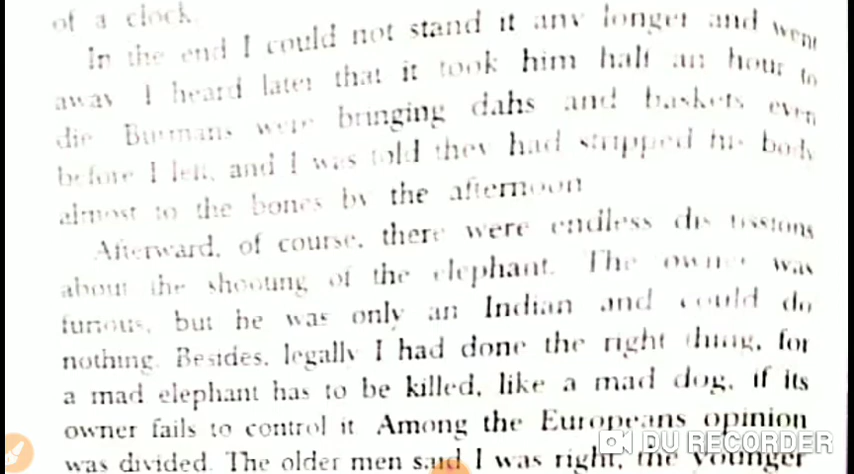 of a clock.
In the end I could not stand it any longer and went
away. I heard later that it took him half an hour to
die. Burmans were bringing dahs and baskets even
before I left, and I was told they had stripped his body
almost to the bones by the afternoon
Afterward, of course, there were endless discussions
about the shooting of the elephant. The owner was
furious, but he was only an Indian and could do
nothing. Besides, legally I had done the right thing, for
a mad elephant has to be killed, like a mad dog, if its
owner fails to control it. Among the Europeans opinion
was divided. The older men said I was right, the younger
DU RECORDER